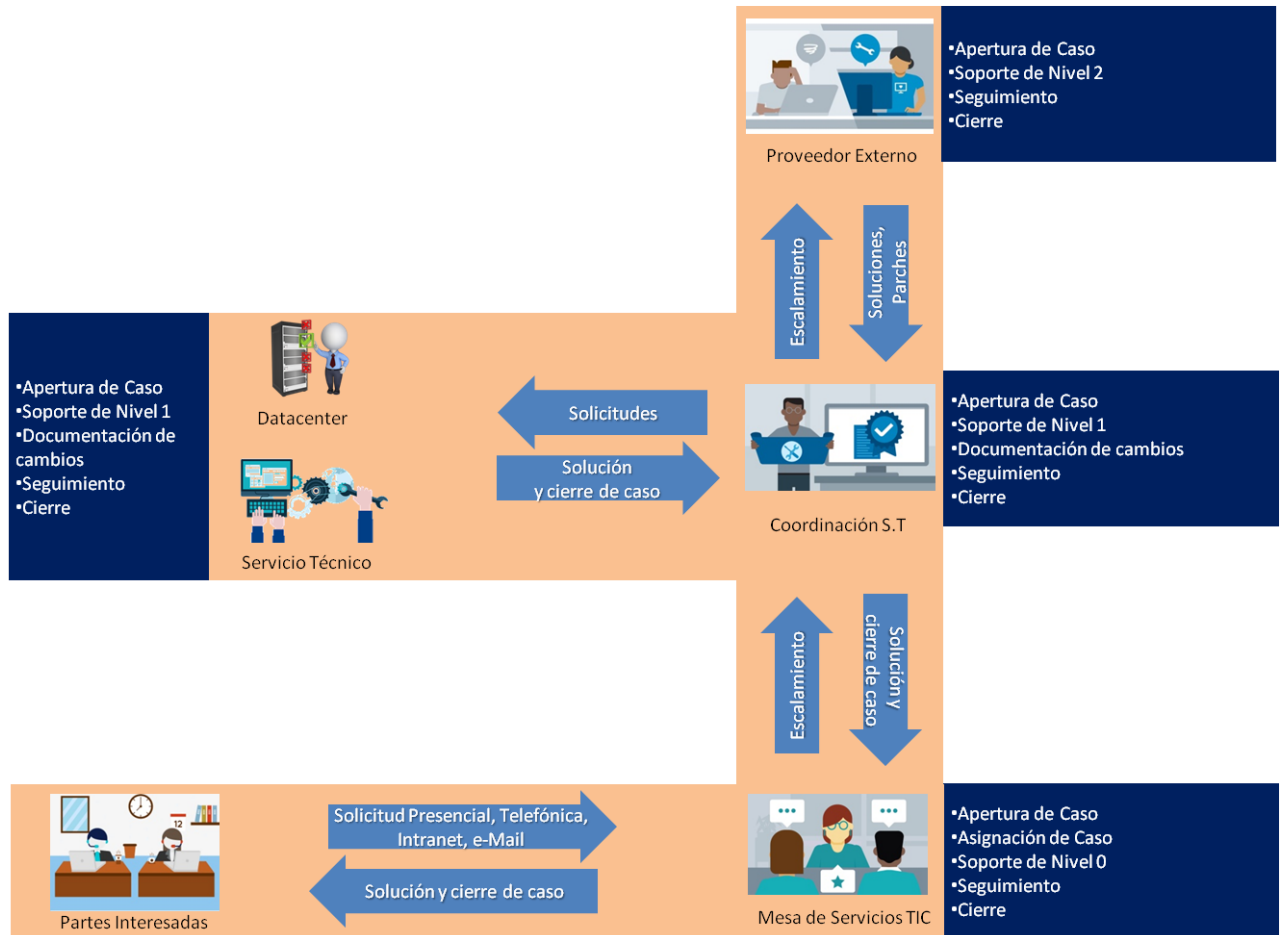 •Apertura de Caso
•Soporte de Nivel 2
•Seguimiento
•Cierre
Proveedor Externo
Escalamiento
Soluciones,
Parches
•Apertura de Caso
•Soporte de Nivel 1
•Documentación de
cambios
•Seguimiento
•Cierre
Datacenter
Servicio Técnico
Solicitudes
Solución
y cierre de caso
Coordinación S.T
•Apertura de Caso
•Soporte de Nivel 1
•Documentación de cambios
•Seguimiento
•Cierre
Escalamiento
Solución y
cierre de caso
12
Partes Interesadas
Solicitud Presencial, Telefónica,
Intranet, e-Mail
Solución y cierre de caso
Mesa de Servicios TIC
•Apertura de Caso
•Asignación de Caso
•Soporte de Nivel 0
•Seguimiento
•Cierre